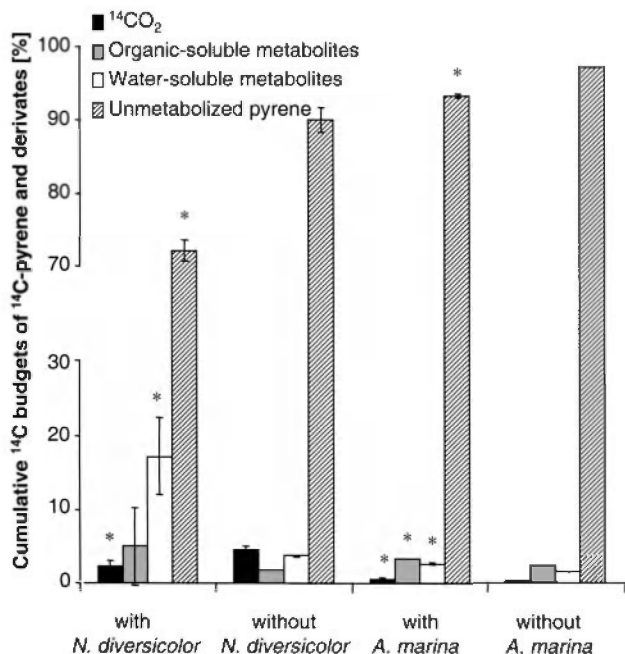 ¹⁴CO₂
Organic-soluble metabolites
Water-soluble metabolites
Unmetabolized pyrene
Cumulative ¹⁴C budgets of ¹⁴C-pyrene and derivates [%]
100
90
80
70
30
20
10
0
* * * * * * *
with without with without
N. diversicolor N. diversicolor A. marina A. marina